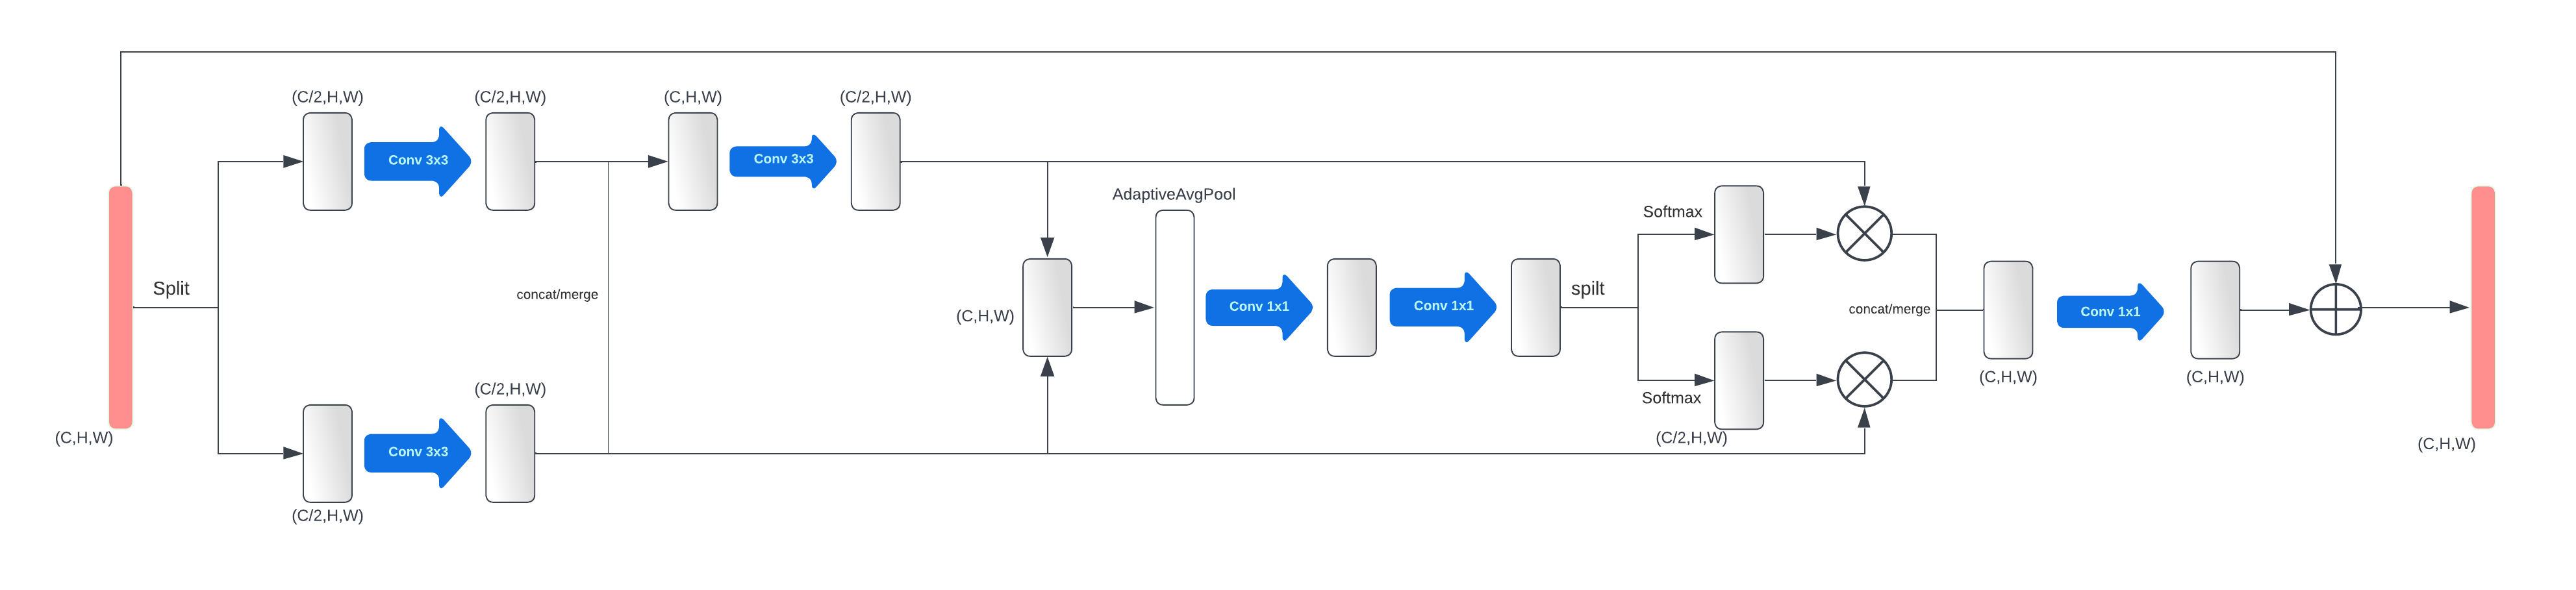 (C/2,H,W)
(C/2,H,W)
(C,H,W)
(C/2,H,W)
Conv 3x3
Conv 3x3
AdaptiveAvgPool
Softmax
Split
concat/merge
(C,H,W)
Conv 1x1
Conv 1x1
spilt
concat/merge
Conv 1x1
(C,H,W)
(C,H,W)
(C/2,H,W)
Softmax
(C,H,W)
Conv 3x3
(C/2,H,W)
(C,H,W)
(C/2,H,W)